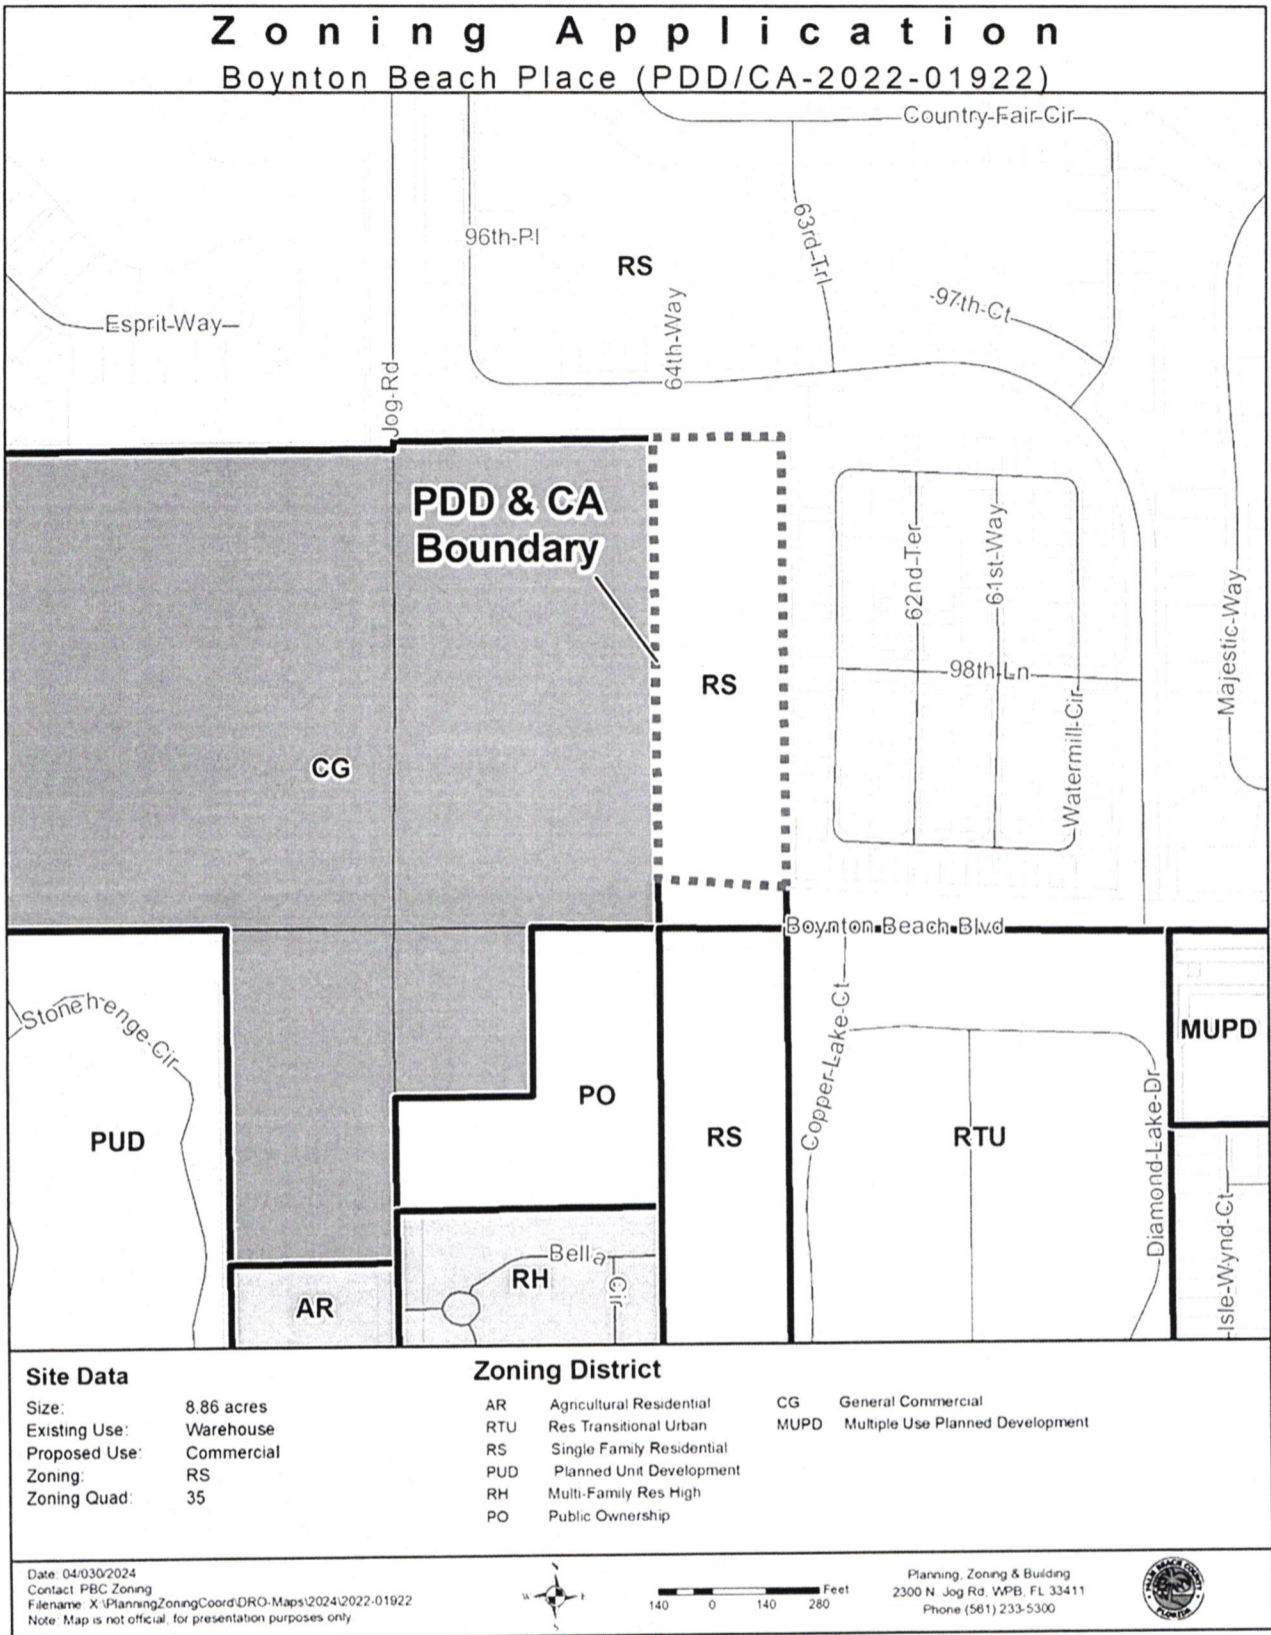 Zoning Application
Boynton Beach Place (PDD/CA-2022-01922)
Country-Fair-Cir
96th-Pl
63rd-Trl
RS
97th-Ct
Esprit-Way
64th-Way
Jog-Rd
PDD & CA
Boundary
62nd-Ter
61st-Way
Majestic-Way
98th-Ln
RS
Watermill-Cir
CG
Boynton-Beach-Blvd
Stonehenge-Cir
Copper-Lake-Ct
MUPD
PO
PUD
RS
RTU
Diamond-Lake-Dr
Isle-Wynd-Ct
Bella
Cir
RH
AR
Site Data
Size: 8.86 acres
Existing Use: Warehouse
Proposed Use: Commercial
Zoning: RS
Zoning Quad: 35
Zoning District
AR Agricultural Residential
RTU Res Transitional Urban
RS Single Family Residential
PUD Planned Unit Development
RH Multi-Family Res High
PO Public Ownership
CG General Commercial
MUPD Multiple Use Planned Development
Date: 04/030/2024
Contact: PBC Zoning
Filename: X:\PlanningZoningCoord\DRO-Maps\2024\2022-01922
Note: Map is not official, for presentation purposes only
N
W E
S
Feet
140 0 140 280
Planning, Zoning & Building
2300 N. Jog Rd, WPB, FL 33411
Phone (561) 233-5300
PALM BEACH COUNTY
FLORIDA